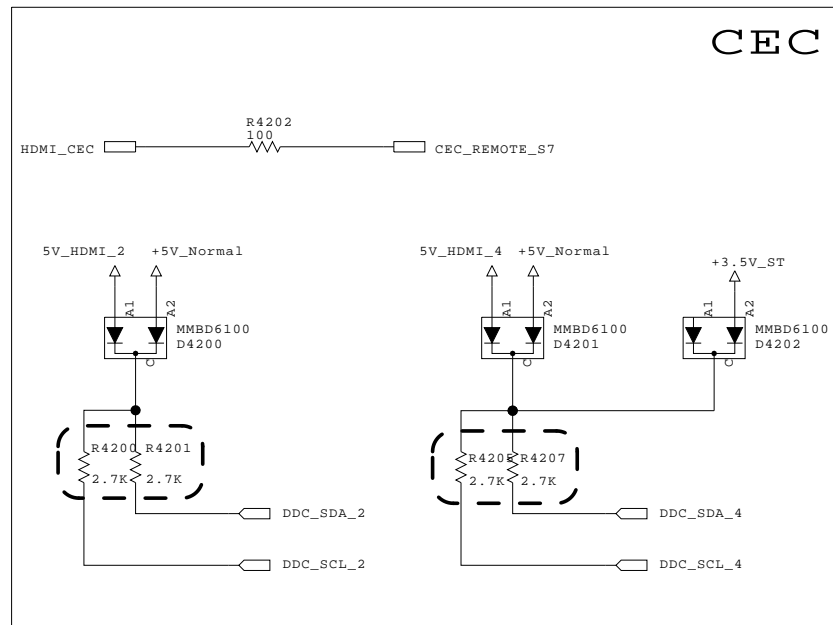 CEC
R4202
100
HDMI_CEC
CEC_REMOTE_S7
5V_HDMI_2
+5V_Normal
A1
A2
MMBD6100
D4200
C
R4200
R4201
2.7K
2.7K
DDC_SDA_2
DDC_SCL_2
5V_HDMI_4
+5V_Normal
A1
A2
MMBD6100
D4201
C
+3.5V_ST
A1
A2
MMBD6100
D4202
C
R4205
R4207
2.7K
2.7K
DDC_SDA_4
DDC_SCL_4